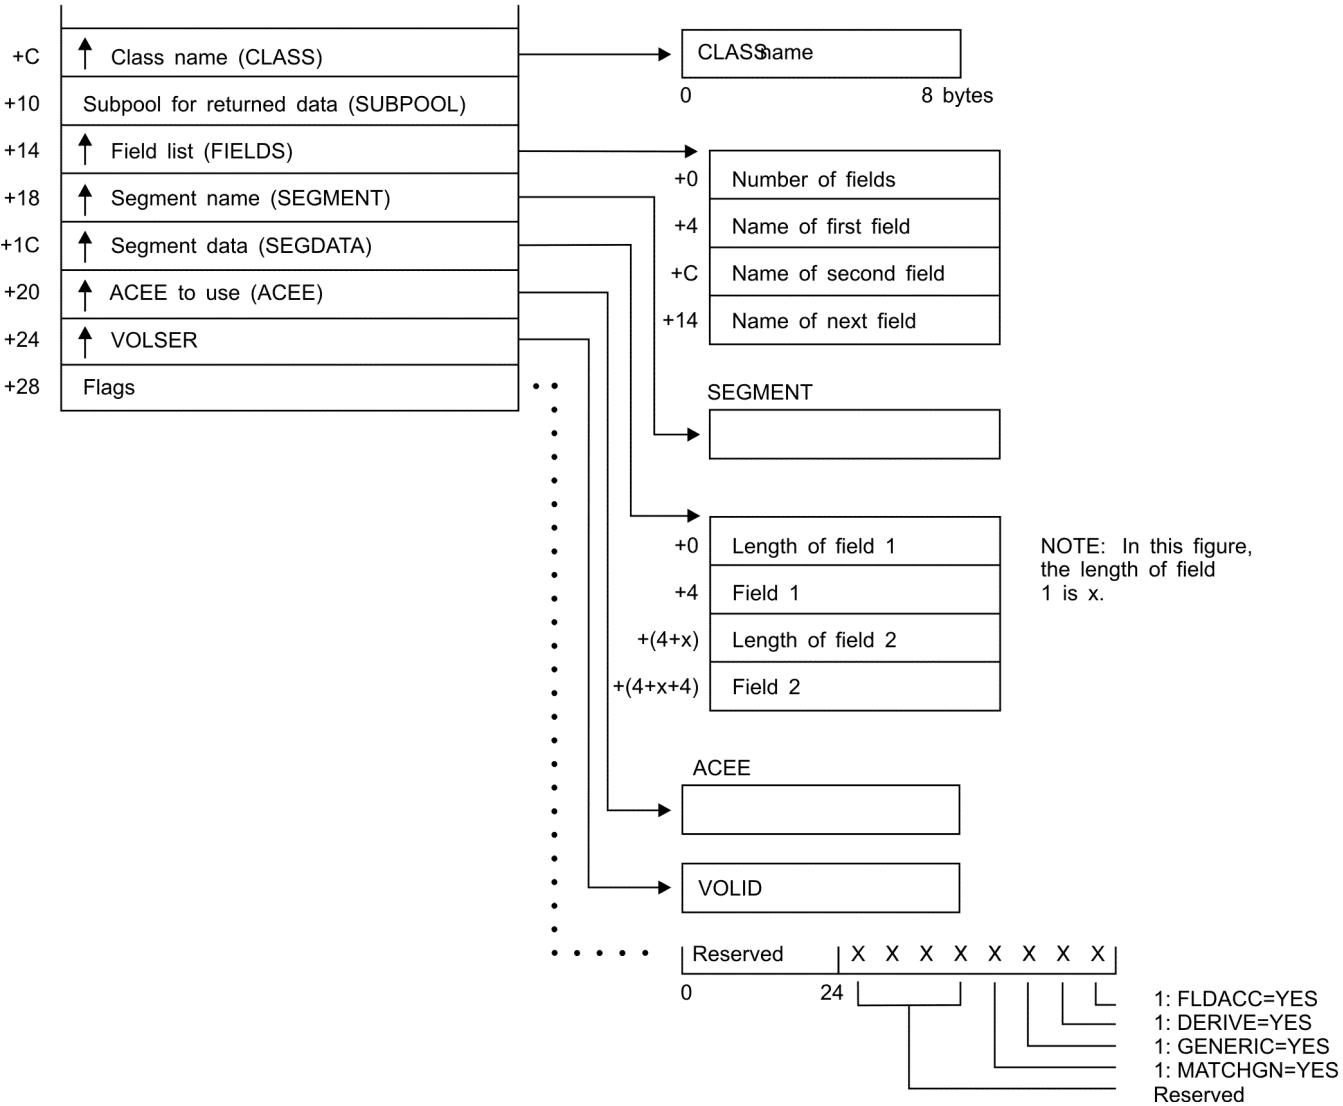 +C Class name (CLASS)
+10 Subpool for returned data (SUBPOOL)
+14 Field list (FIELDS)
+18 Segment name (SEGMENT)
+1C Segment data (SEGDATA)
+20 ACEE to use (ACEE)
+24 VOLSER
+28 Flags
CLASSname
0 8 bytes
+0 Number of fields
+4 Name of first field
+C Name of second field
+14 Name of next field
SEGMENT
+0 Length of field 1
+4 Field 1
+(4+x) Length of field 2
+(4+x+4) Field 2
NOTE: In this figure,
the length of field
1 is x.
ACEE
VOLID
Reserved X X X X X X X X
0 24
1: FLDACC=YES
1: DERIVE=YES
1: GENERIC=YES
1: MATCHGN=YES
Reserved